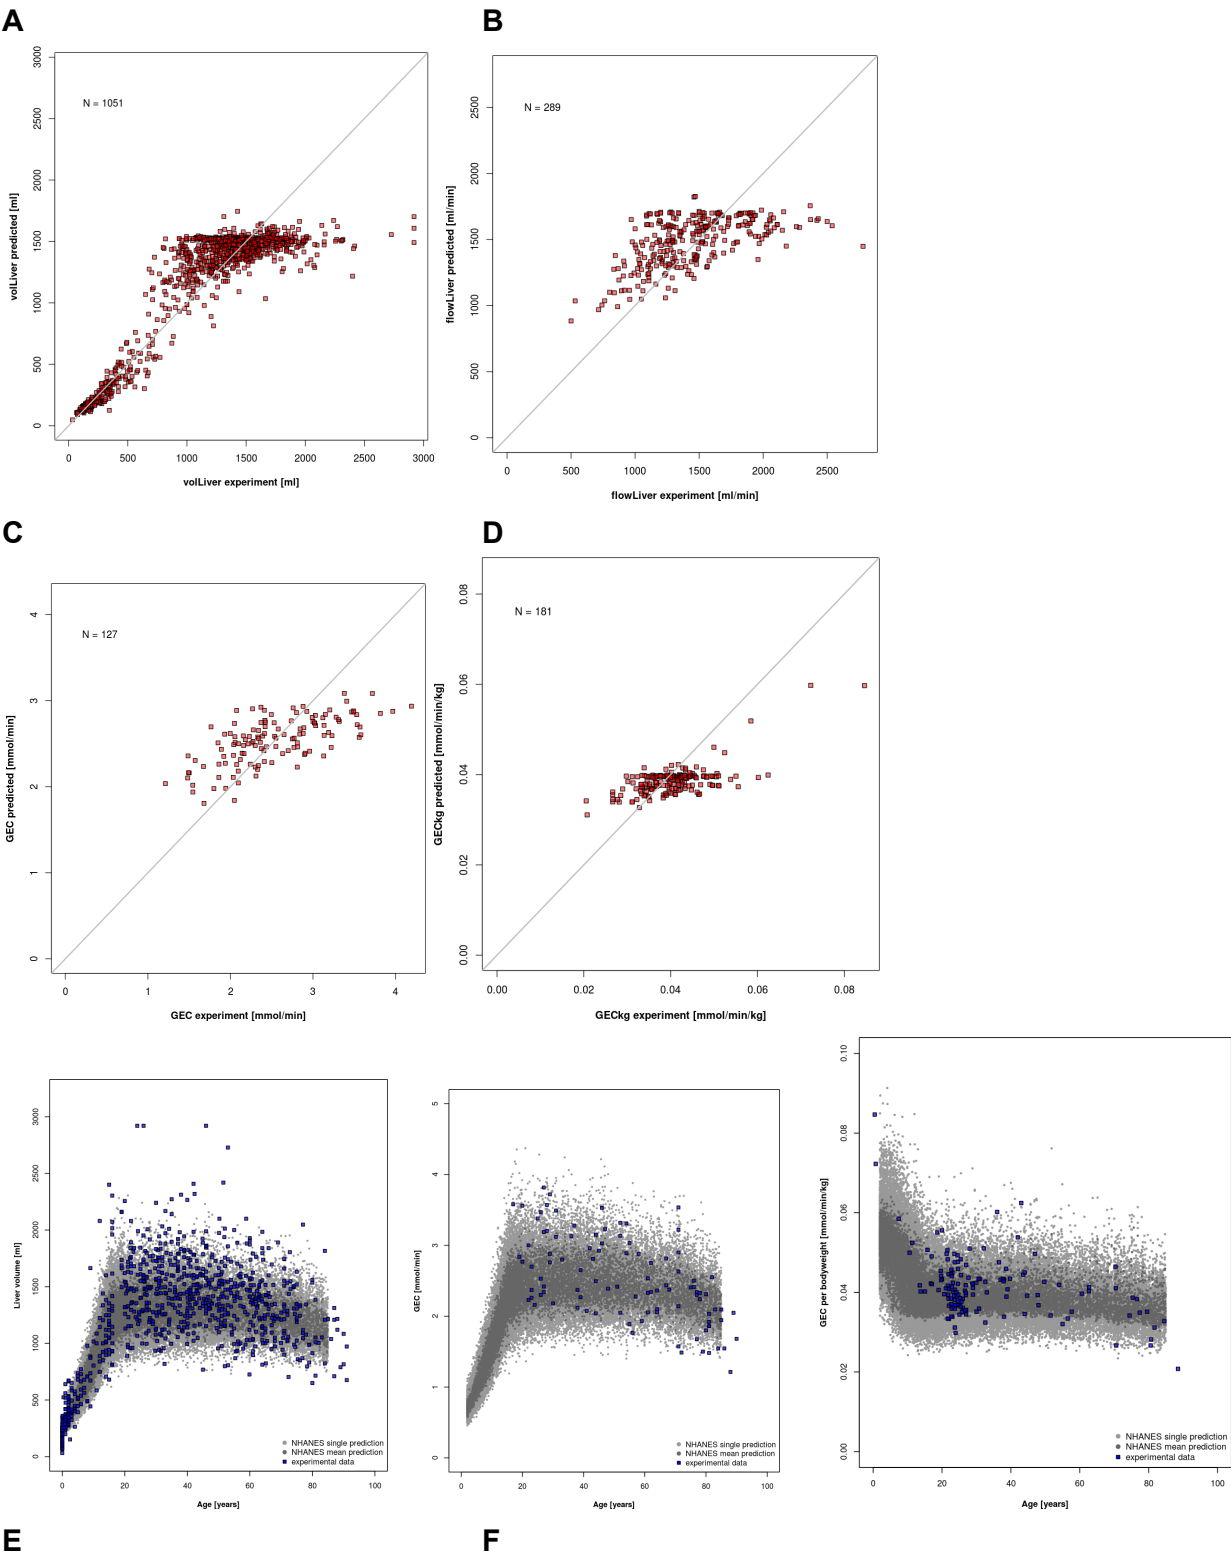 A
B
3000
2500
2000
1500
1000
500
0
volLiver predicted [ml]
N = 1051
0 500 1000 1500 2000 2500 3000
volLiver experiment [ml]
2500
2000
1500
1000
500
0
flowLiver predicted [ml/min]
N = 289
0 500 1000 1500 2000 2500
flowLiver experiment [ml/min]
C
D
4
3
2
1
0
GEC predicted [mmol/min]
N = 127
0 1 2 3 4
GEC experiment [mmol/min]
0.08
0.06
0.04
0.02
0.00
GECkg predicted [mmol/min/kg]
N = 181
0.00 0.02 0.04 0.06 0.08
GECkg experiment [mmol/min/kg]
3000
2500
2000
1500
1000
500
0
Liver volume [ml]
NHANES single prediction
NHANES mean prediction
experimental data
0 20 40 60 80 100
Age [years]
5
4
3
2
1
0
GEC [mmol/min]
NHANES single prediction
NHANES mean prediction
experimental data
0 20 40 60 80 100
Age [years]
0.10
0.08
0.06
0.04
0.02
0.00
GEC per bodyweight [mmol/min/kg]
NHANES single prediction
NHANES mean prediction
experimental data
0 20 40 60 80 100
Age [years]
E
F